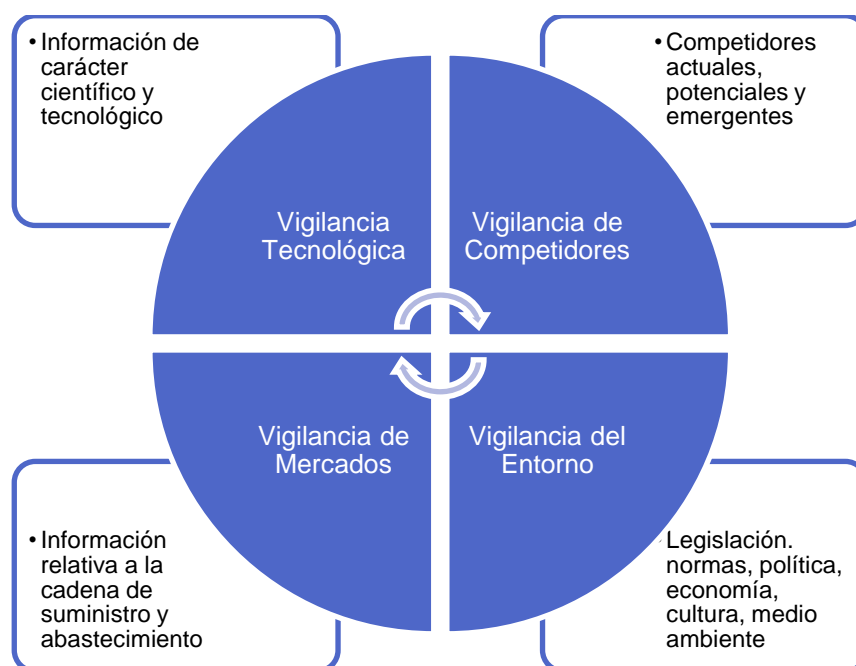 • Información de
carácter
científico y
tecnológico
• Competidores
actuales,
potenciales y
emergentes
Vigilancia
Tecnológica
Vigilancia de
Competidores
Vigilancia de
Mercados
Vigilancia del
Entorno
• Información
relativa a la
cadena de
suministro y
abastecimiento
Legislación.
normas, política,
economía,
cultura, medio
ambiente